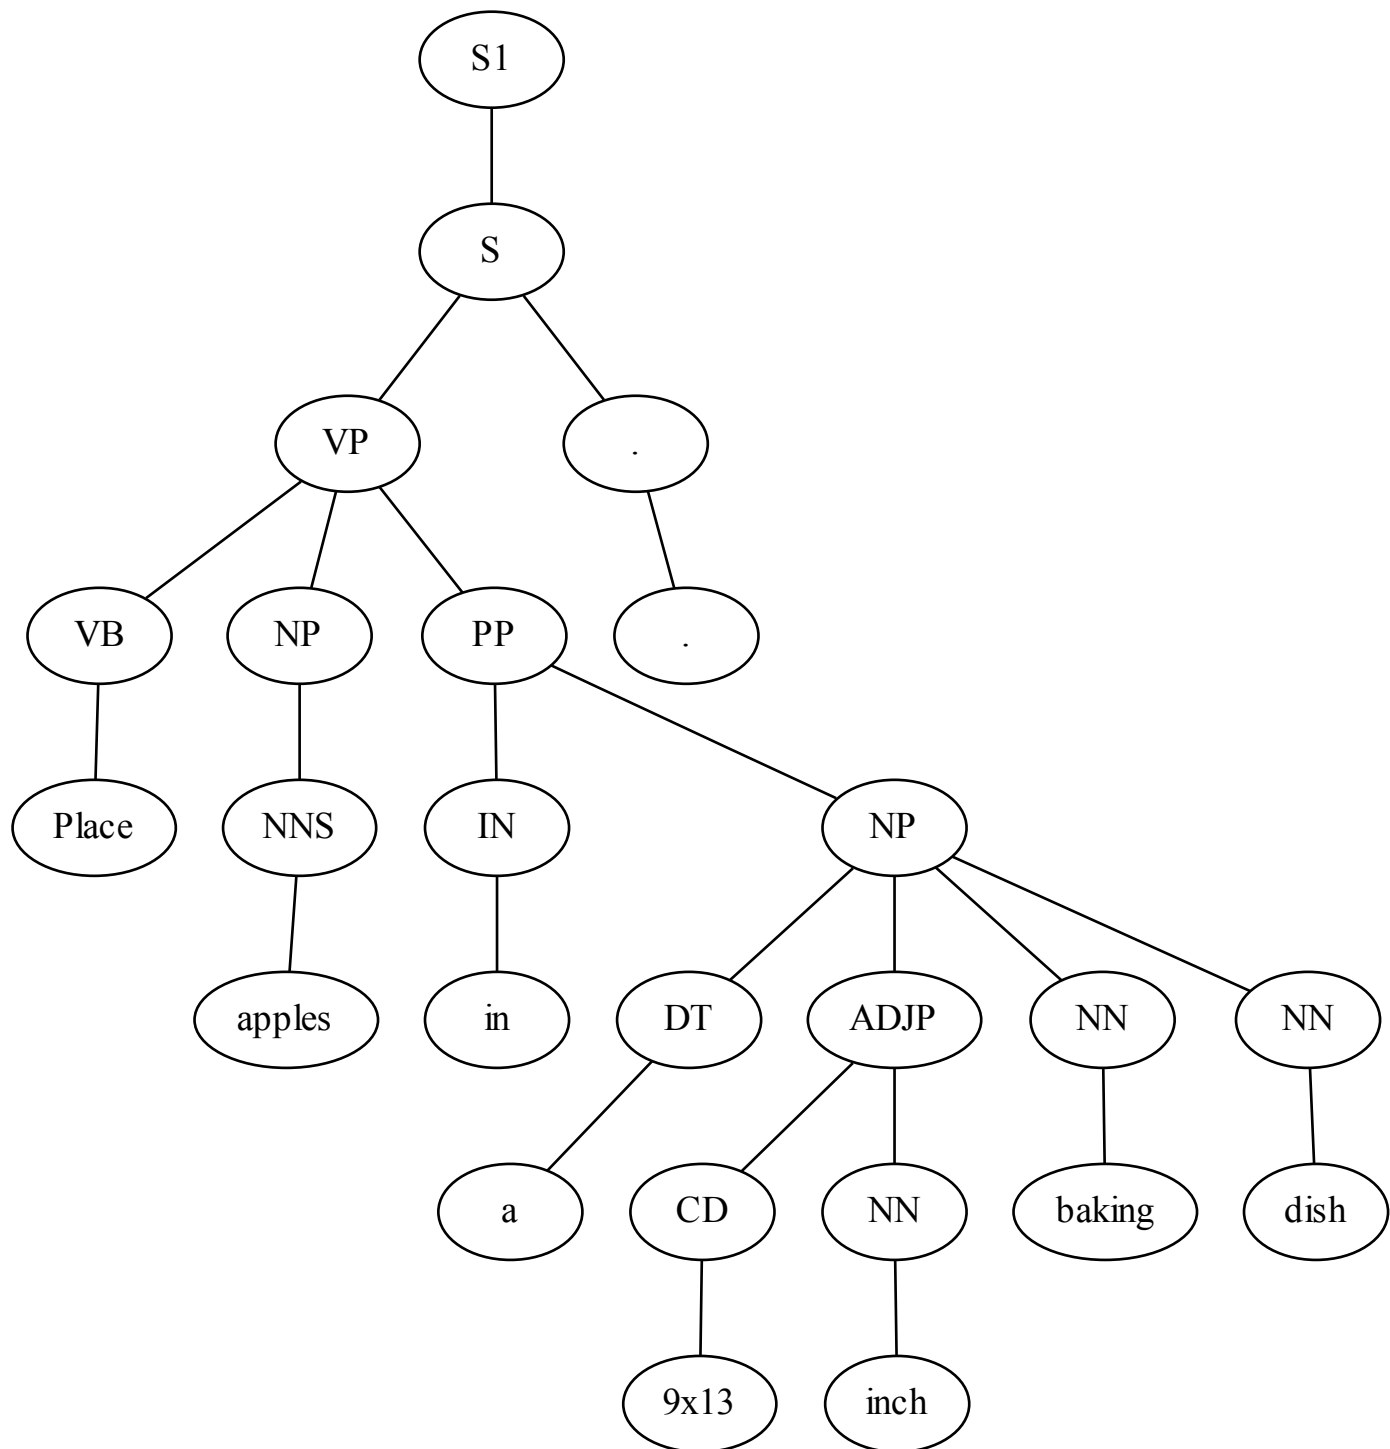 S1
S
VP .
VB NP PP .
Place NNS IN NP
apples in DT ADJP NN NN
a CD NN baking dish
9x13 inch